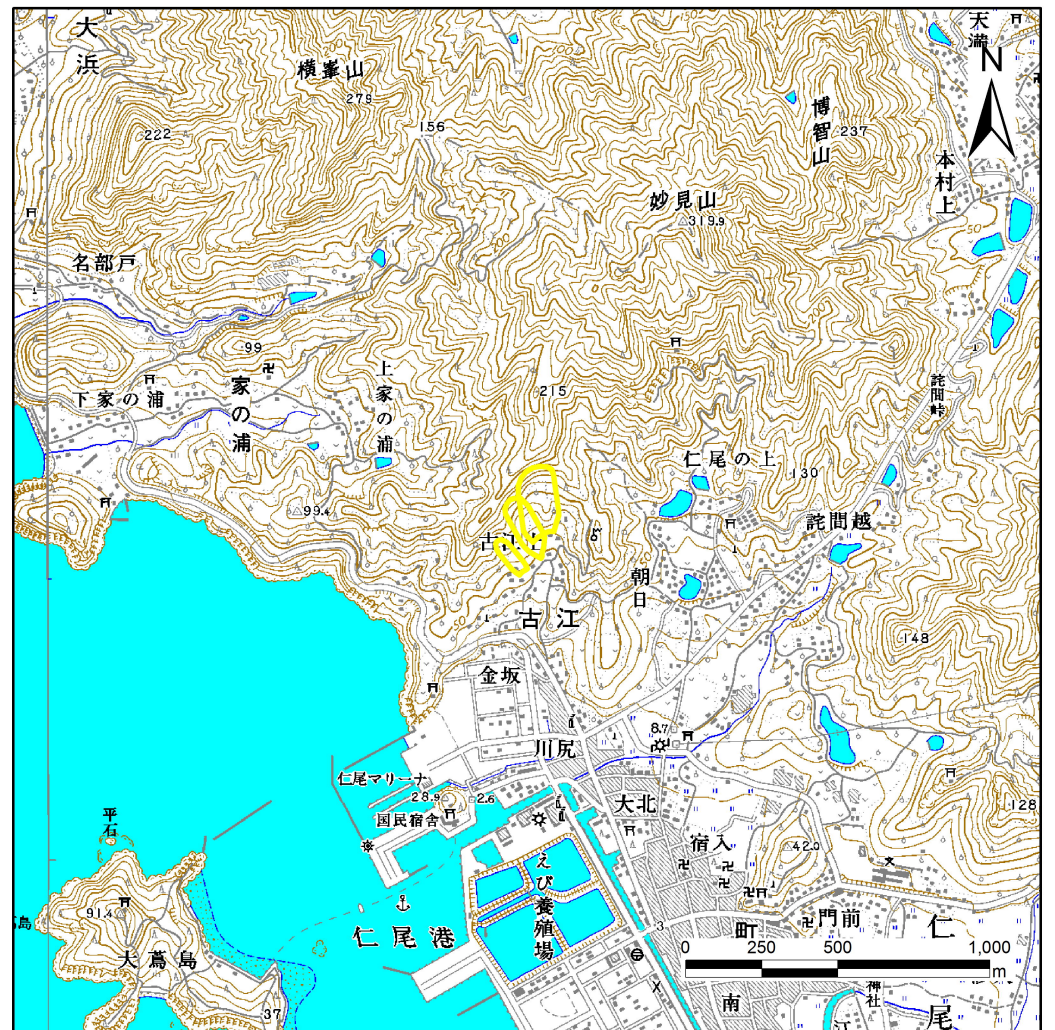 大浜
横峯山
279
222
156
博智山
237
天満
N
本村上
妙見山
319.9
50
名部戸
99
下家の浦
家の浦
上家の浦
215
仁尾の上
130
詫間峠
詫間越
99.4
朝日
古江
148
金坂
川尻
8.7
仁尾マリーナ
28.9
2.6
国民宿舎
大北
宿入
42.0
128
平石
91.4
大蔦島
37
仁尾港
えび養殖場
3
町
門前
仁
尾
南
神社
0 250 500 1,000
m